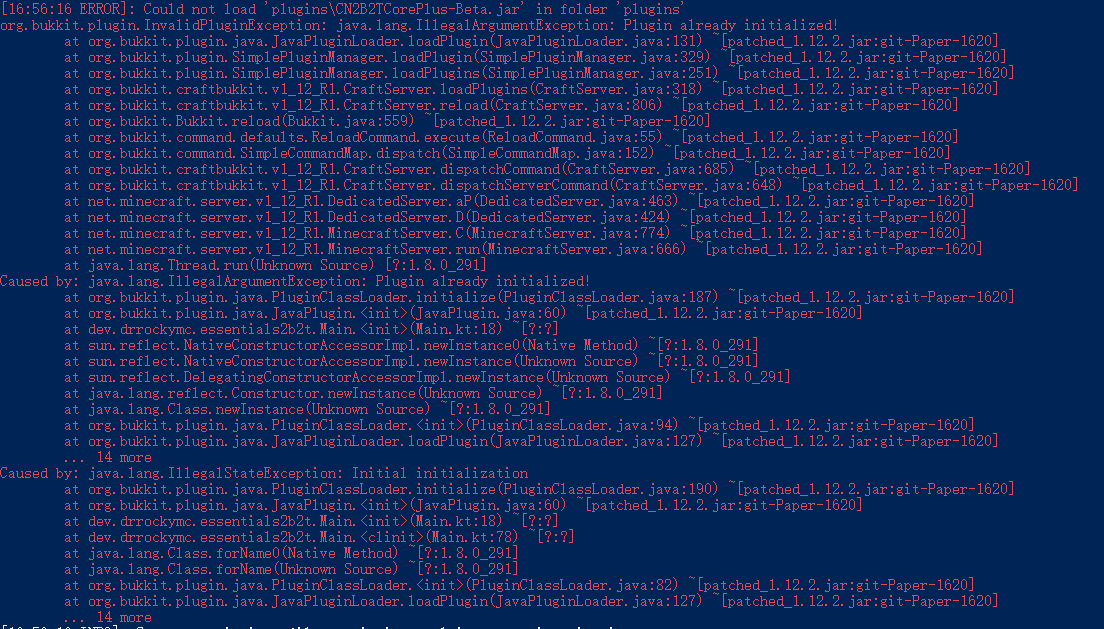 [16:56:16 ERROR]: Could not load 'plugins\CN2B2TCorePlus-Beta.jar' in folder 'plugins'
org.bukkit.plugin.InvalidPluginException: java.lang.IllegalArgumentException: Plugin already initialized!
at org.bukkit.plugin.java.JavaPluginLoader.loadPlugin(JavaPluginLoader.java:131) ~[patched_1.12.2.jar:git-Paper-1620]
at org.bukkit.plugin.SimplePluginManager.loadPlugin(SimplePluginManager.java:329) ~[patched_1.12.2.jar:git-Paper-1620]
at org.bukkit.plugin.SimplePluginManager.loadPlugins(SimplePluginManager.java:251) ~[patched_1.12.2.jar:git-Paper-1620]
at org.bukkit.craftbukkit.v1_12_R1.CraftServer.loadPlugins(CraftServer.java:318) ~[patched_1.12.2.jar:git-Paper-1620]
at org.bukkit.craftbukkit.v1_12_R1.CraftServer.reload(CraftServer.java:806) ~[patched_1.12.2.jar:git-Paper-1620]
at org.bukkit.Bukkit.reload(Bukkit.java:559) ~[patched_1.12.2.jar:git-Paper-1620]
at org.bukkit.command.defaults.ReloadCommand.execute(ReloadCommand.java:55) ~[patched_1.12.2.jar:git-Paper-1620]
at org.bukkit.command.SimpleCommandMap.dispatch(SimpleCommandMap.java:152) ~[patched_1.12.2.jar:git-Paper-1620]
at org.bukkit.craftbukkit.v1_12_R1.CraftServer.dispatchCommand(CraftServer.java:685) ~[patched_1.12.2.jar:git-Paper-1620]
at org.bukkit.craftbukkit.v1_12_R1.CraftServer.dispatchServerCommand(CraftServer.java:648) ~[patched_1.12.2.jar:git-Paper-1620]
at net.minecraft.server.v1_12_R1.DedicatedServer.aP(DedicatedServer.java:463) ~[patched_1.12.2.jar:git-Paper-1620]
at net.minecraft.server.v1_12_R1.DedicatedServer.D(DedicatedServer.java:424) ~[patched_1.12.2.jar:git-Paper-1620]
at net.minecraft.server.v1_12_R1.MinecraftServer.C(MinecraftServer.java:774) ~[patched_1.12.2.jar:git-Paper-1620]
at net.minecraft.server.v1_12_R1.MinecraftServer.run(MinecraftServer.java:666) ~[patched_1.12.2.jar:git-Paper-1620]
at java.lang.Thread.run(Unknown Source) [?:1.8.0_291]
Caused by: java.lang.IllegalArgumentException: Plugin already initialized!
at org.bukkit.plugin.java.PluginClassLoader.initialize(PluginClassLoader.java:187) ~[patched_1.12.2.jar:git-Paper-1620]
at org.bukkit.plugin.java.JavaPlugin.<init>(JavaPlugin.java:60) ~[patched_1.12.2.jar:git-Paper-1620]
at dev.drrockymc.essentials2b2t.Main.<init>(Main.kt:18) ~[?:?]
at sun.reflect.NativeConstructorAccessorImpl.newInstance0(Native Method) ~[?:1.8.0_291]
at sun.reflect.NativeConstructorAccessorImpl.newInstance(Unknown Source) ~[?:1.8.0_291]
at sun.reflect.DelegatingConstructorAccessorImpl.newInstance(Unknown Source) ~[?:1.8.0_291]
at java.lang.reflect.Constructor.newInstance(Unknown Source) ~[?:1.8.0_291]
at java.lang.Class.newInstance(Unknown Source) ~[?:1.8.0_291]
at org.bukkit.plugin.java.PluginClassLoader.<init>(PluginClassLoader.java:94) ~[patched_1.12.2.jar:git-Paper-1620]
at org.bukkit.plugin.java.JavaPluginLoader.loadPlugin(JavaPluginLoader.java:127) ~[patched_1.12.2.jar:git-Paper-1620]
... 14 more
Caused by: java.lang.IllegalStateException: Initial initialization
at org.bukkit.plugin.java.PluginClassLoader.initialize(PluginClassLoader.java:190) ~[patched_1.12.2.jar:git-Paper-1620]
at org.bukkit.plugin.java.JavaPlugin.<init>(JavaPlugin.java:60) ~[patched_1.12.2.jar:git-Paper-1620]
at dev.drrockymc.essentials2b2t.Main.<init>(Main.kt:18) ~[?:?]
at dev.drrockymc.essentials2b2t.Main.<clinit>(Main.kt:78) ~[?:?]
at java.lang.Class.forName0(Native Method) ~[?:1.8.0_291]
at java.lang.Class.forName(Unknown Source) ~[?:1.8.0_291]
at org.bukkit.plugin.java.PluginClassLoader.<init>(PluginClassLoader.java:82) ~[patched_1.12.2.jar:git-Paper-1620]
at org.bukkit.plugin.java.JavaPluginLoader.loadPlugin(JavaPluginLoader.java:127) ~[patched_1.12.2.jar:git-Paper-1620]
... 14 more